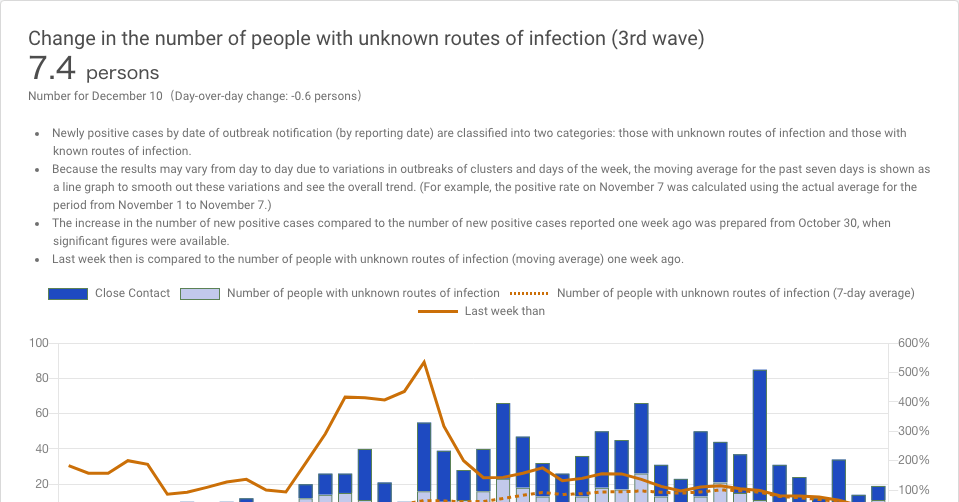 Change in the number of people with unknown routes of infection (3rd wave)
7.4 persons
Number for December 10 (Day-over-day change: -0.6 persons)
Newly positive cases by date of outbreak notification (by reporting date) are classified into two categories: those with unknown routes of infection and those with
known routes of infection.
Because the results may vary from day to day due to variations in outbreaks of clusters and days of the week, the moving average for the past seven days is shown as
a line graph to smooth out these variations and see the overall trend. (For example, the positive rate on November 7 was calculated using the actual average for the
period from November 1 to November 7.)
The increase in the number of new positive cases compared to the number of new positive cases reported one week ago was prepared from October 30, when
significant figures were available.
Last week then is compared to the number of people with unknown routes of infection (moving average) one week ago.
Close Contact Number of people with unknown routes of infection Number of people with unknown routes of infection (7-day average)
Last week than
100 600%
500%
80
400%
60
300%
40
200%
20 100%